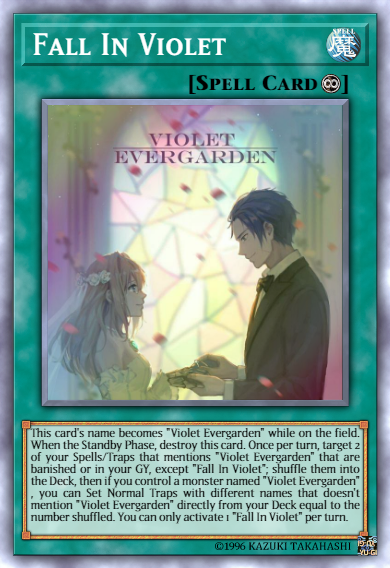 Fall In Violet
SPELL
魔
[Spell Card]
VIOLET
EVERGARDEN
This card's name becomes "Violet Evergarden" while on the field.
When the Standby Phase, destroy this card. Once per turn, target 2
of your Spells/Traps that mentions "Violet Evergarden" that are
banished or in your GY, except "Fall In Violet"; shuffle them into
the Deck, then if you control a monster named "Violet Evergarden"
, you can Set Normal Traps with different names that doesn't
mention "Violet Evergarden" directly from your Deck equal to the
number shuffled. You can only activate 1 "Fall In Violet" per turn.
©1996 KAZUKI TAKAHASHI